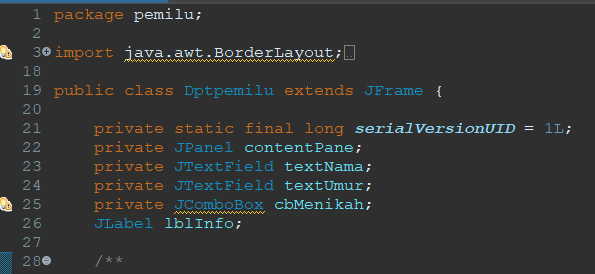 1 package pemilu;
2
3 import java.awt.BorderLayout;
18
19 public class Dptpemilu extends JFrame {
20
21 private static final long serialVersionUID = 1L;
22 private JPanel contentPane;
23 private JTextField textNama;
24 private JTextField textUmur;
25 private JComboBox cbMenikah;
26 JLabel lblInfo;
27
28 /**